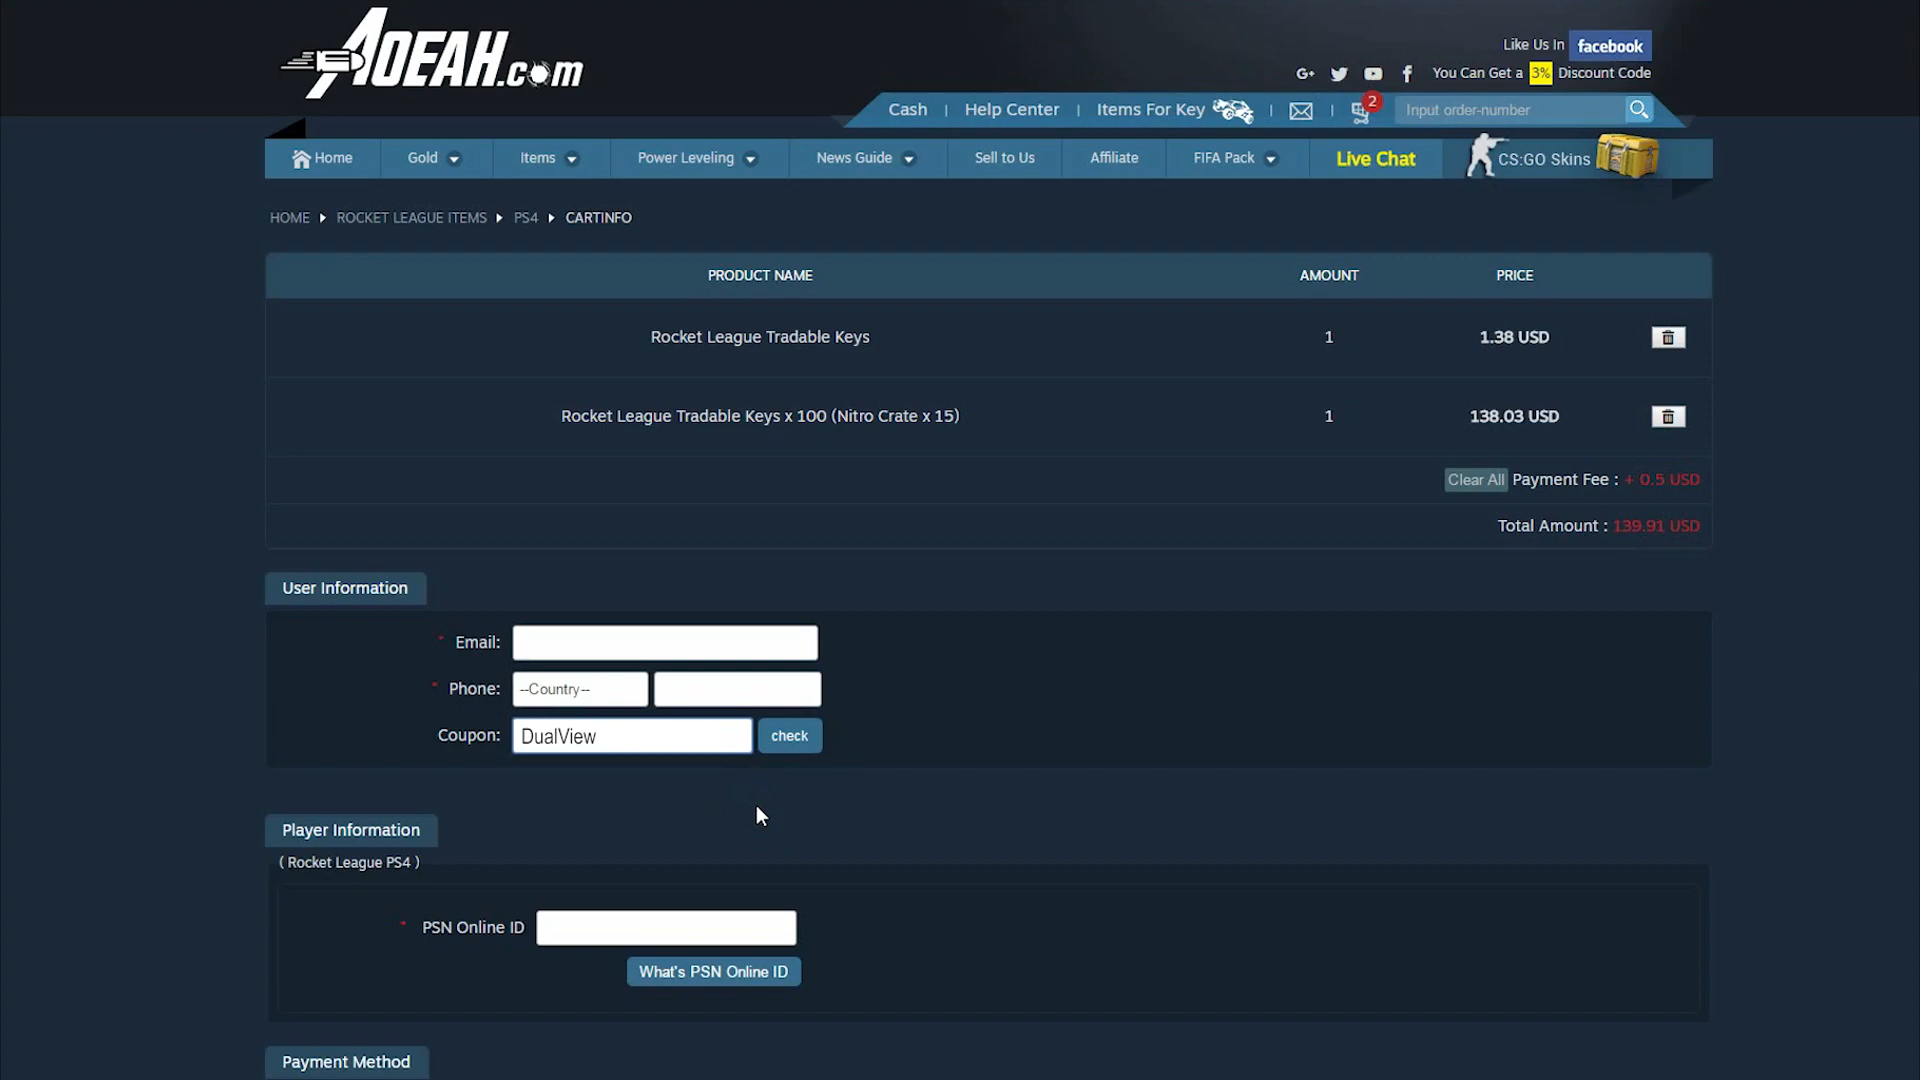 AOEAH.com
Like Us In facebook
You Can Get a 3% Discount Code
Cash | Help Center | Items For Key | | 2 Input order-number
Home Gold Items Power Leveling News Guide Sell to Us Affiliate FIFA Pack Live Chat CS:GO Skins
HOME ROCKET LEAGUE ITEMS PS4 CARTINFO
PRODUCT NAME AMOUNT PRICE
Rocket League Tradable Keys 1 1.38 USD
Rocket League Tradable Keys x 100 (Nitro Crate x 15) 1 138.03 USD
Clear All Payment Fee : + 0.5 USD
Total Amount : 139.91 USD
User Information
* Email:
* Phone: --Country--
Coupon: DualView check
Player Information
( Rocket League PS4 )
* PSN Online ID
What's PSN Online ID
Payment Method